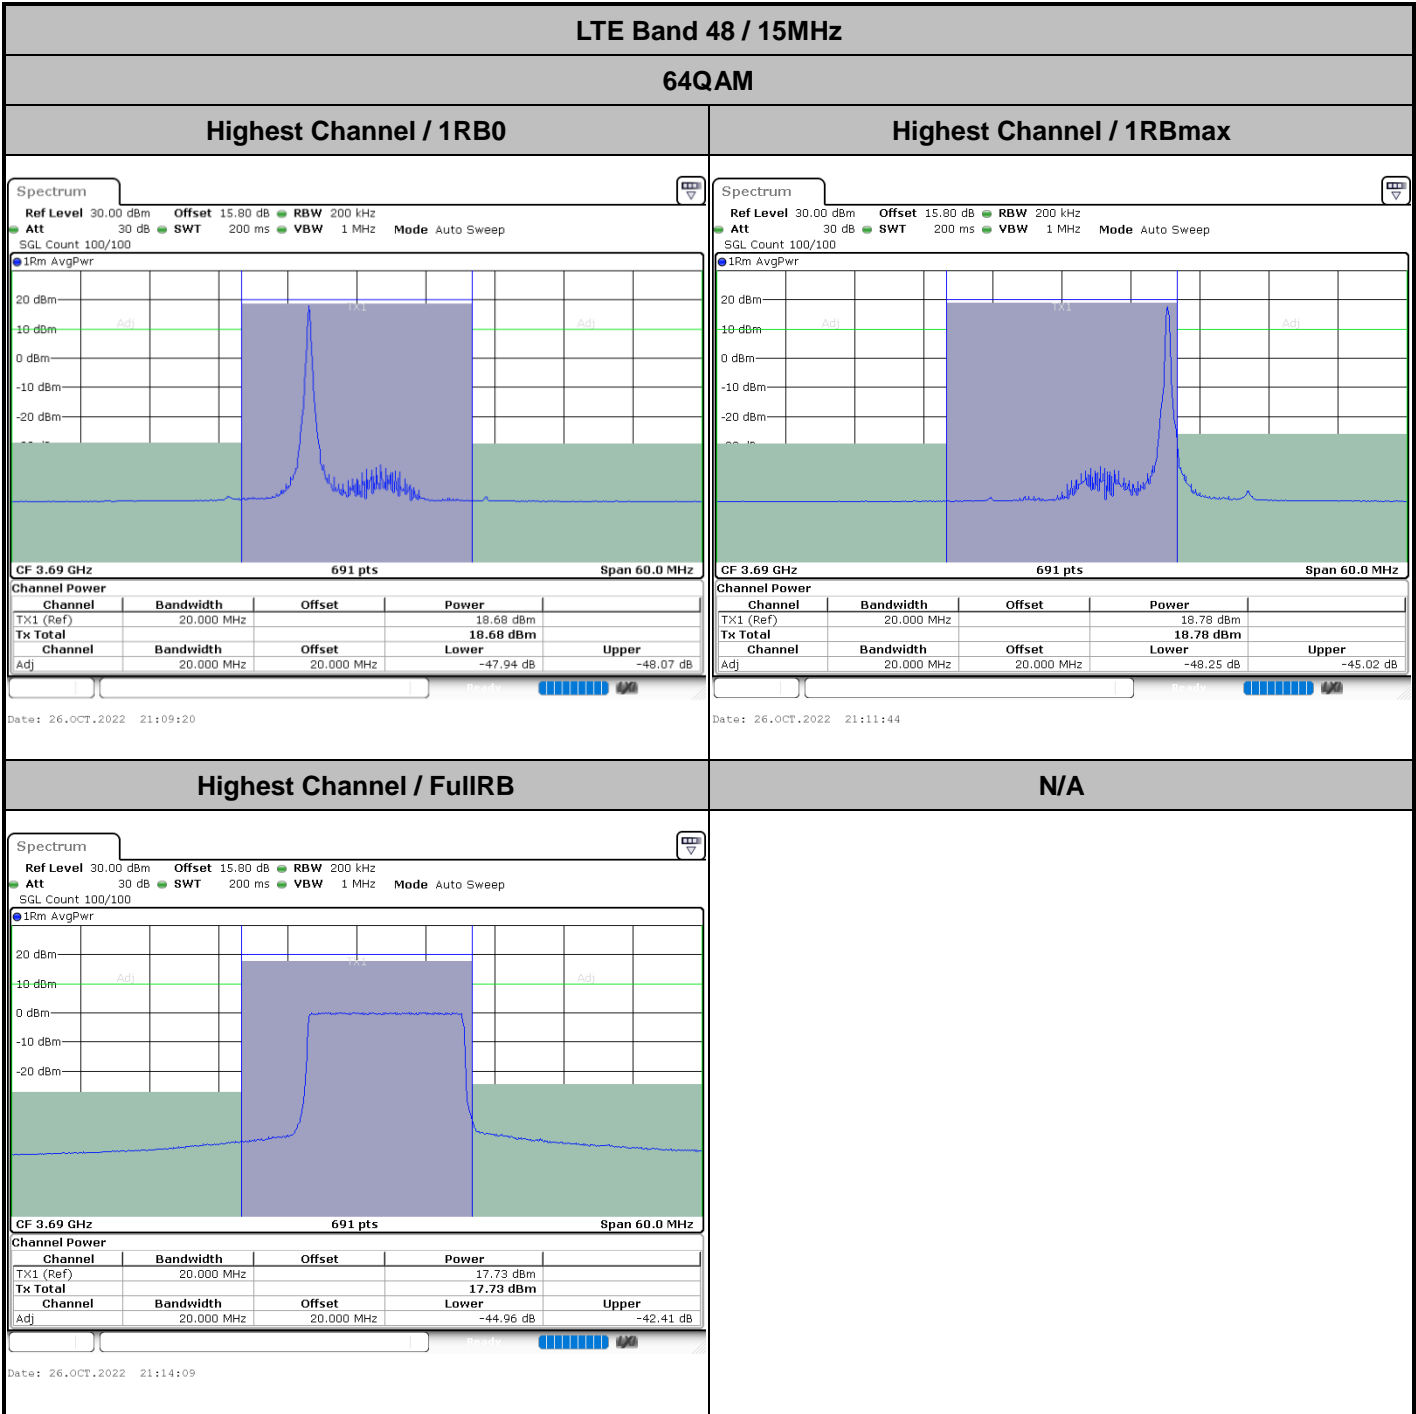 LTE Band 48 / 15MHz
64QAM
Highest Channel / 1RB0
Highest Channel / 1RBmax
Spectrum
Ref Level 30.00 dBm Offset 15.80 dB RBW 200 kHz
Att 30 dB SWT 200 ms VBW 1 MHz Mode Auto Sweep
SGL Count 100/100
1Rm AvgPwr
TX1
20 dBm
Adj
Adj
10 dBm
0 dBm
-10 dBm
-20 dBm
CF 3.69 GHz 691 pts Span 60.0 MHz
Channel Power
Channel Bandwidth Offset Power
TX1 (Ref) 20.000 MHz 18.68 dBm
Tx Total 18.68 dBm
Channel Bandwidth Offset Lower Upper
Adj 20.000 MHz 20.000 MHz -47.94 dB -48.07 dB
Ready
Date: 26.OCT.2022 21:09:20
Spectrum
Ref Level 30.00 dBm Offset 15.80 dB RBW 200 kHz
Att 30 dB SWT 200 ms VBW 1 MHz Mode Auto Sweep
SGL Count 100/100
1Rm AvgPwr
TX1
20 dBm
Adj
Adj
10 dBm
0 dBm
-10 dBm
-20 dBm
CF 3.69 GHz 691 pts Span 60.0 MHz
Channel Power
Channel Bandwidth Offset Power
TX1 (Ref) 20.000 MHz 18.78 dBm
Tx Total 18.78 dBm
Channel Bandwidth Offset Lower Upper
Adj 20.000 MHz 20.000 MHz -48.25 dB -45.02 dB
Ready
Date: 26.OCT.2022 21:11:44
Highest Channel / FullRB
N/A
Spectrum
Ref Level 30.00 dBm Offset 15.80 dB RBW 200 kHz
Att 30 dB SWT 200 ms VBW 1 MHz Mode Auto Sweep
SGL Count 100/100
1Rm AvgPwr
20 dBm
TX1
Adj
Adj
10 dBm
0 dBm
-10 dBm
-20 dBm
CF 3.69 GHz 691 pts Span 60.0 MHz
Channel Power
Channel Bandwidth Offset Power
TX1 (Ref) 20.000 MHz 17.73 dBm
Tx Total 17.73 dBm
Channel Bandwidth Offset Lower Upper
Adj 20.000 MHz 20.000 MHz -44.96 dB -42.41 dB
Ready
Date: 26.OCT.2022 21:14:09